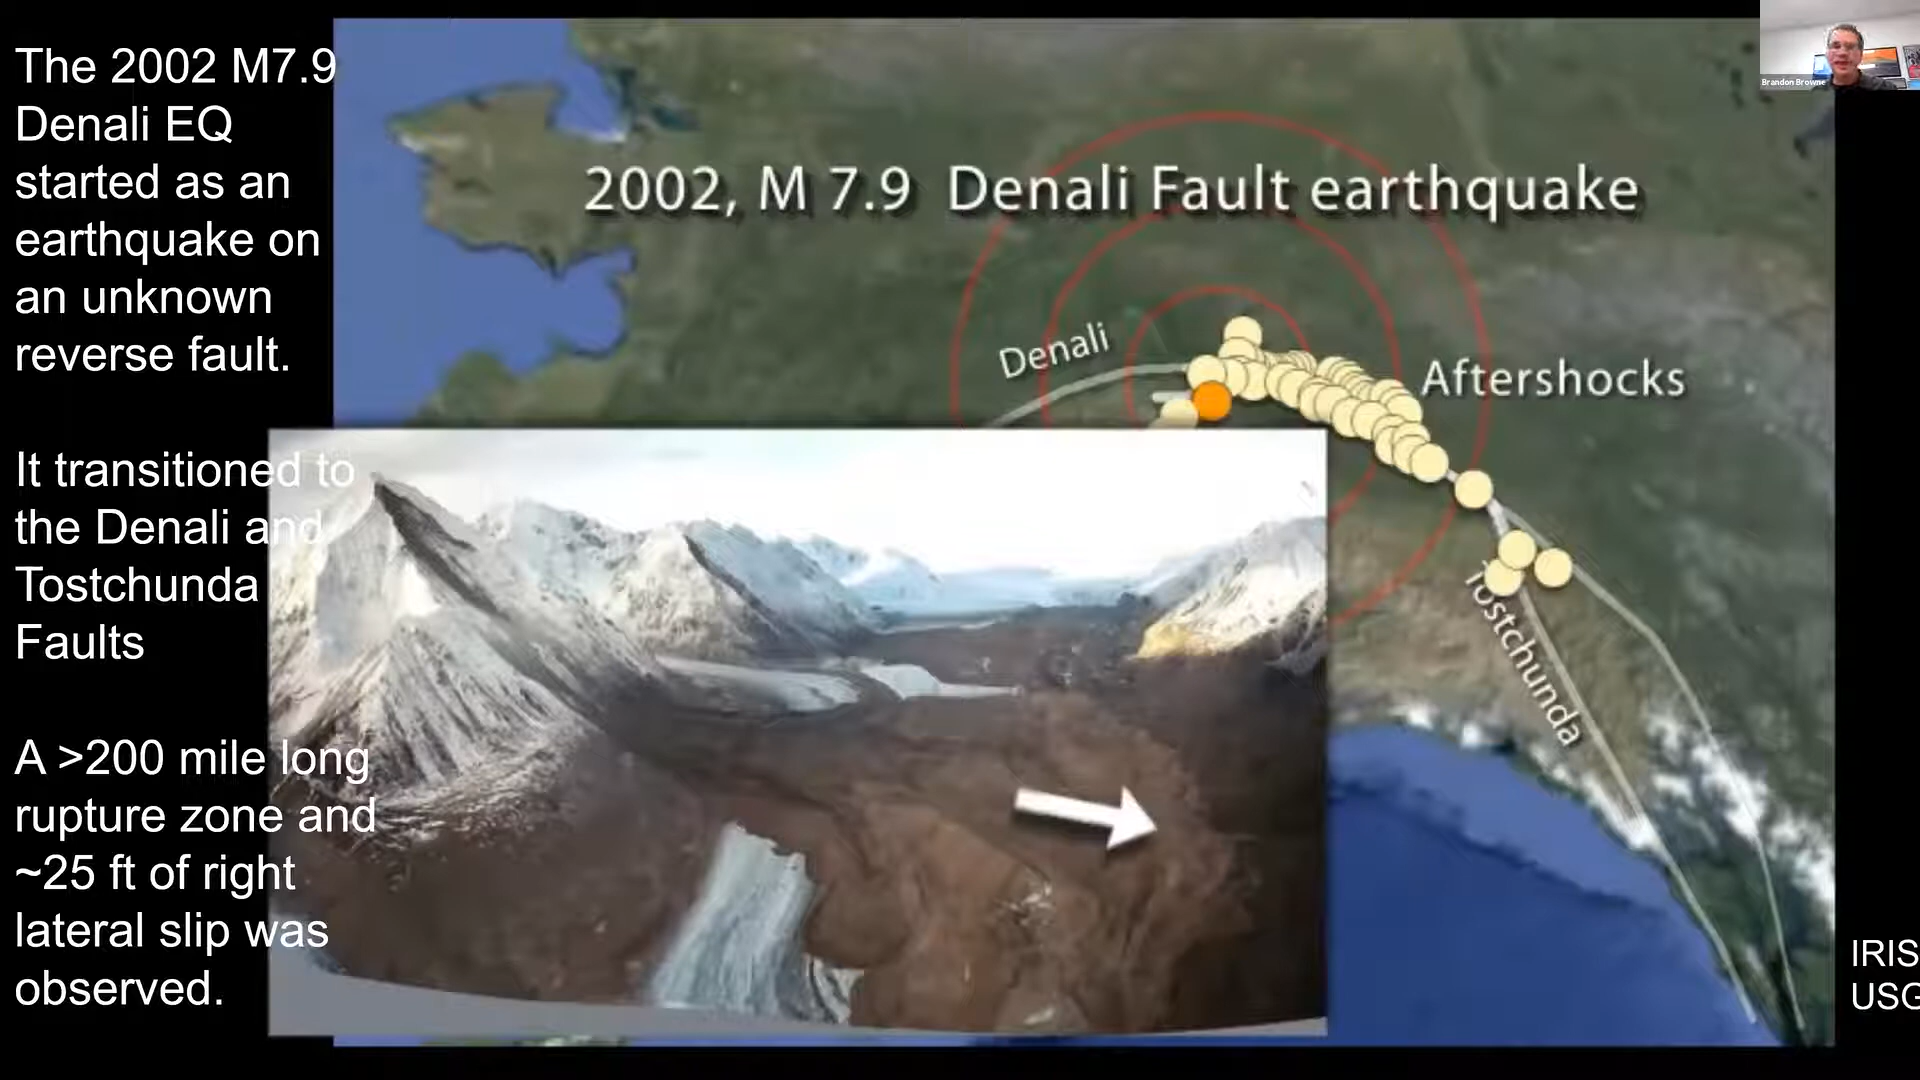 The 2002 M7.9
Denali EQ
started as an
earthquake on
an unknown
reverse fault.
It transitioned to
the Denali and
Tostchunda
Faults
A >200 mile long
rupture zone and
~25 ft of right
lateral slip was
observed.
2002, M 7.9 Denali Fault earthquake
Denali
Aftershocks
Tostchunda
Brandon Browne
IRIS
USG